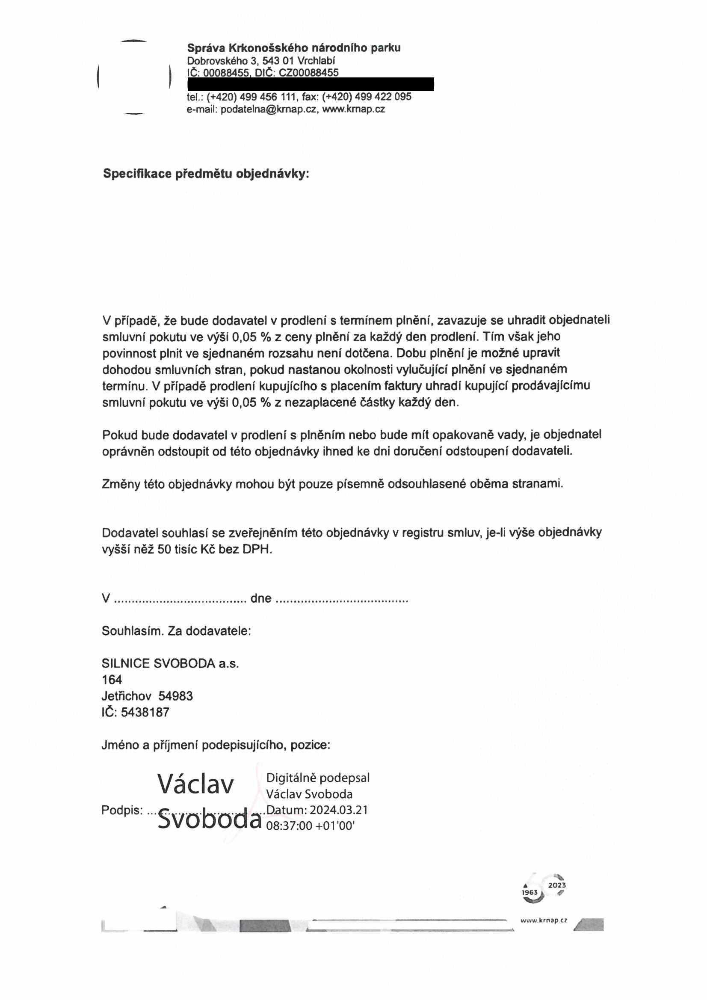 Správa Krkonošského národního parku
Dobrovského 3, 543 01 Vrchlabí
IČ: 00088455, DIČ: CZ00088455
tel.: (+420) 499 456 111, fax: (+420) 499 422 095
e-mail: podatelna@krnap.cz, www.krnap.cz
Specifikace předmětu objednávky:
V případě, že bude dodavatel v prodlení s termínem plnění, zavazuje se uhradit objednateli
smluvní pokutu ve výši 0,05 % z ceny plnění za každý den prodlení. Tím však jeho
povinnost plnit ve sjednaném rozsahu není dotčena. Dobu plnění je možné upravit
dohodou smluvních stran, pokud nastanou okolnosti vylučující plnění ve sjednaném
termínu. V případě prodlení kupujícího s placením faktury uhradí kupující prodávajícímu
smluvní pokutu ve výši 0,05 % z nezaplacené částky každý den.
Pokud bude dodavatel v prodlení s plněním nebo bude mít opakovaně vady, je objednatel
oprávněn odstoupit od této objednávky ihned ke dni doručení odstoupení dodavateli.
Změny této objednávky mohou být pouze písemně odsouhlasené oběma stranami.
Dodavatel souhlasí se zveřejněním této objednávky v registru smluv, je-li výše objednávky
vyšší něž 50 tisíc Kč bez DPH.
V ..................................... dne .....................................
Souhlasím. Za dodavatele:
SILNICE SVOBODA a.s.
164
Jetřichov 54983
IČ: 5438187
Jméno a příjmení podepisujícího, pozice:
Václav
Svoboda
Digitálně podepsal
Václav Svoboda
Datum: 2024.03.21
08:37:00 +01'00'
Podpis: .................................
1963 2023
www.krnap.cz